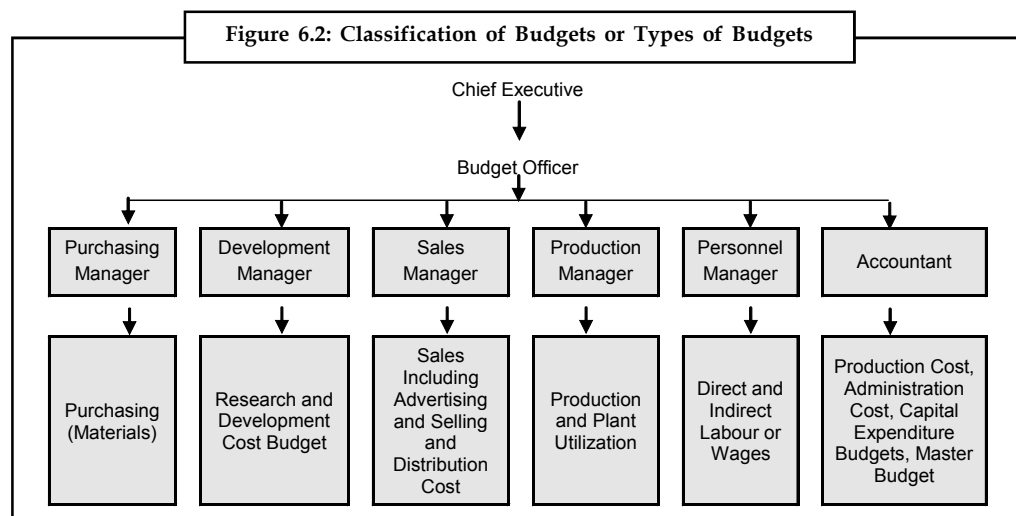 Figure 6.2: Classification of Budgets or Types of Budgets
Chief Executive
Budget Officer
Purchasing
Manager
Development
Manager
Sales
Manager
Production
Manager
Personnel
Manager
Accountant
Purchasing
(Materials)
Research and
Development
Cost Budget
Sales
Including
Advertising
and Selling
and
Distribution
Cost
Production
and Plant
Utilization
Direct and
Indirect
Labour or
Wages
Production Cost,
Administration
Cost, Capital
Expenditure
Budgets, Master
Budget